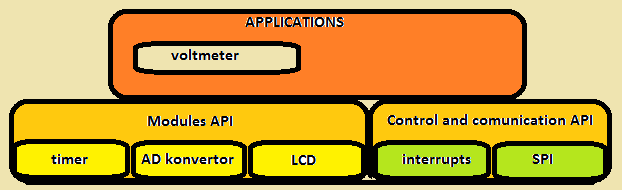 APPLICATIONS
voltmeter
Modules API
Control and comunication API
timer
AD konvertor
LCD
interrupts
SPI